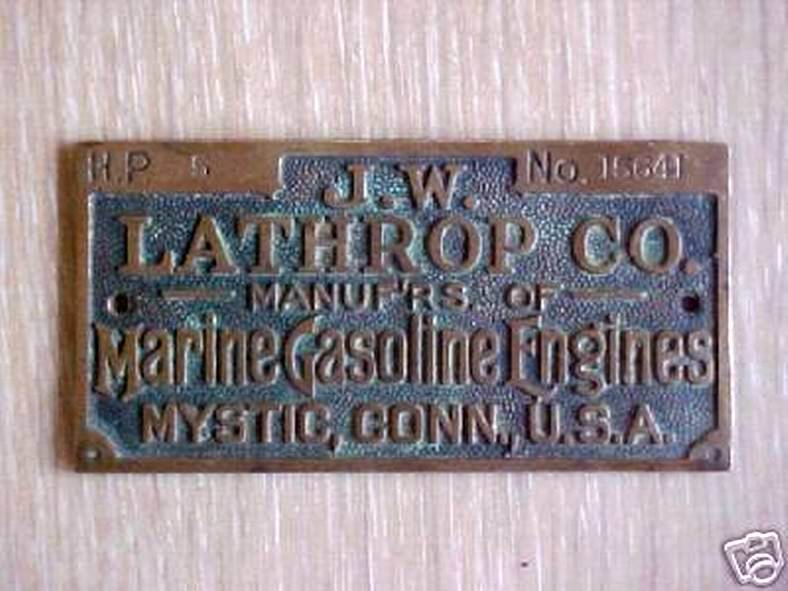 H.P 5 No. 15641
J.W.
LATHROP CO.
MANUF'RS. OF
Marine Gasoline Engines
MYSTIC, CONN., U.S.A.